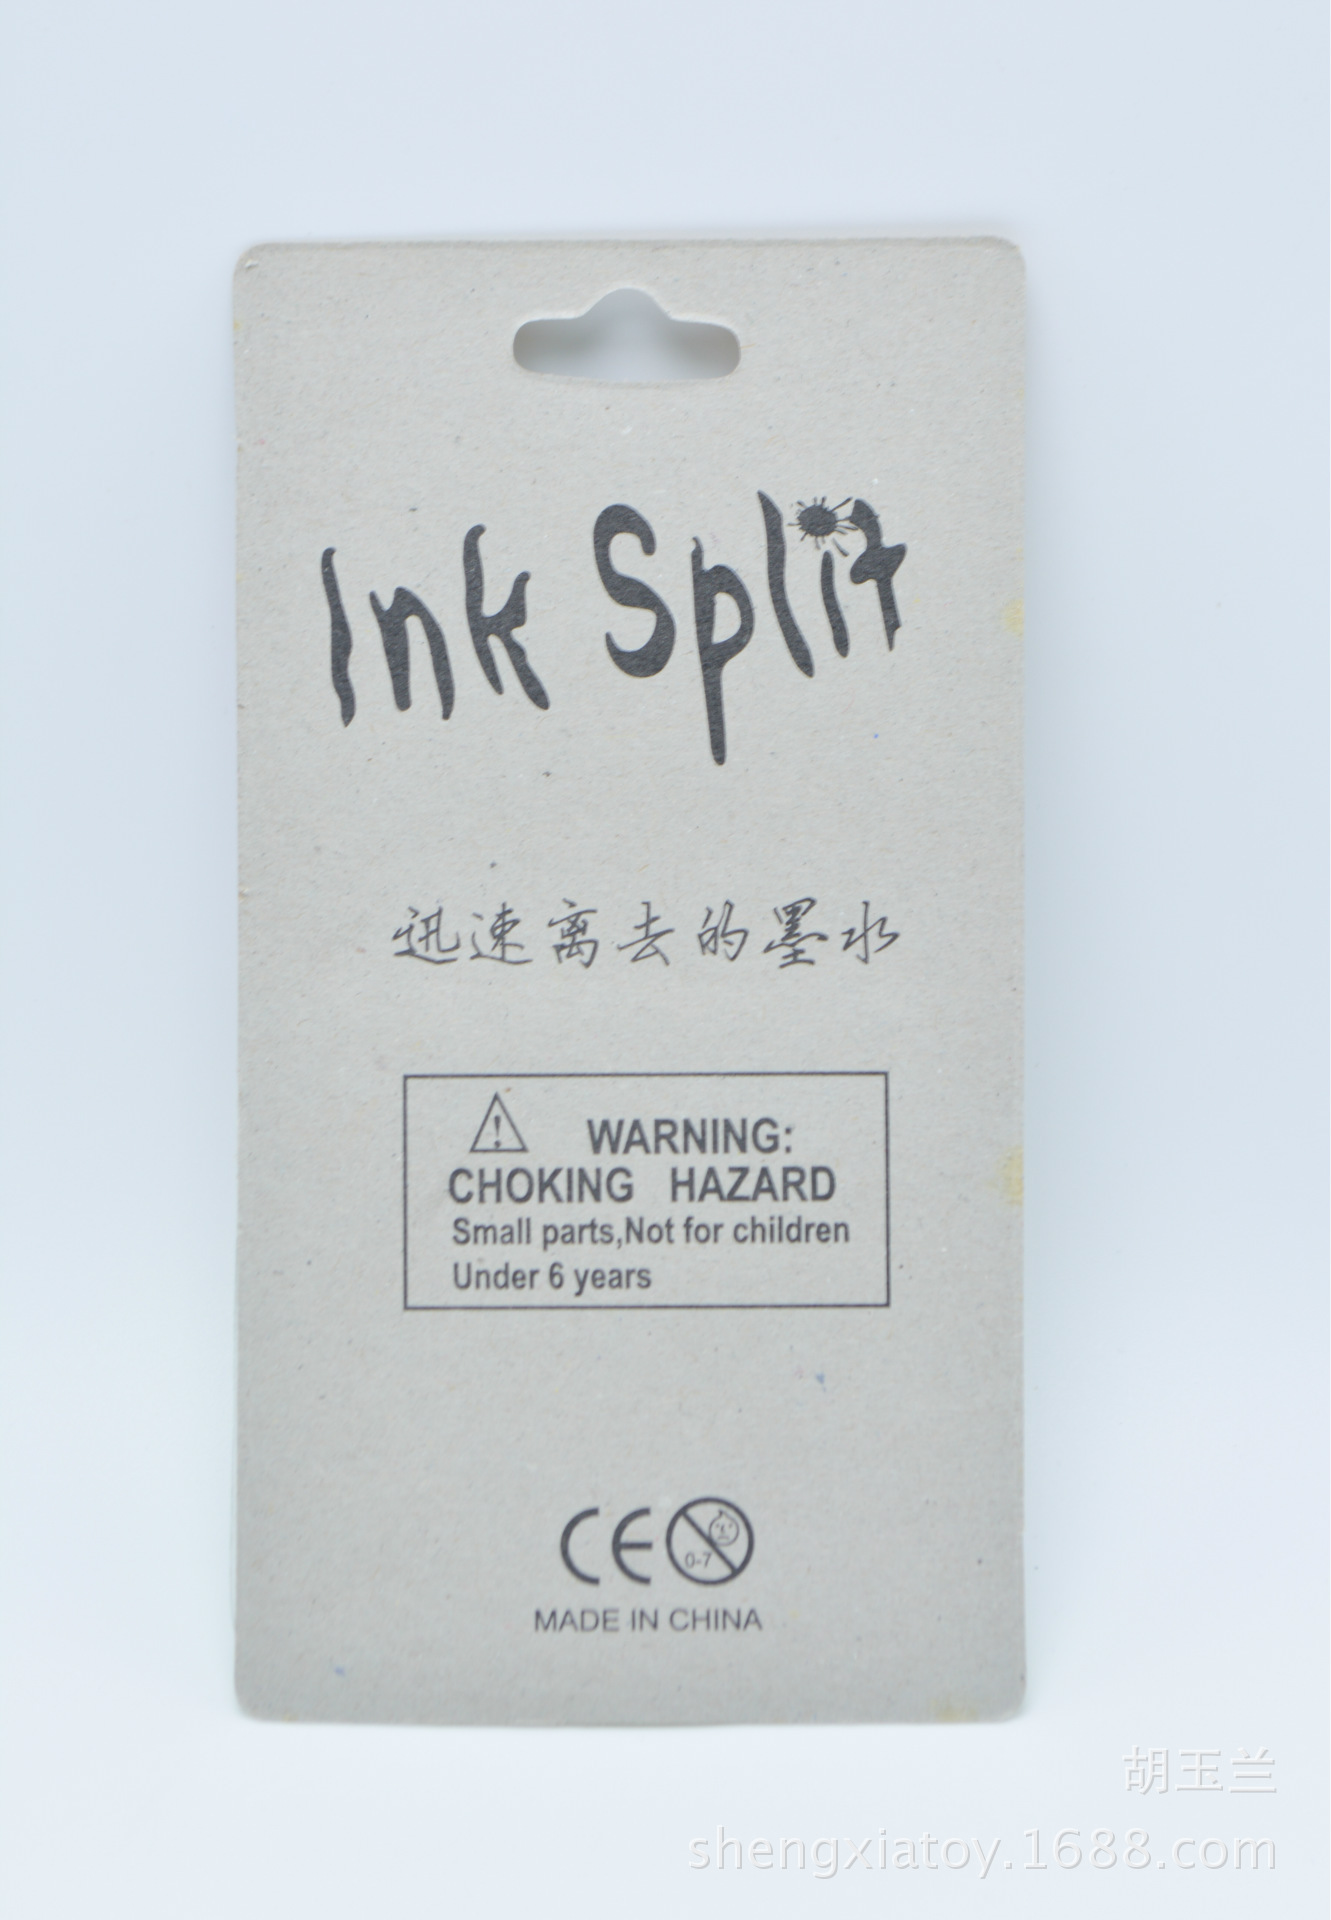 Ink Split
迅速离去的墨水
WARNING:
CHOKING HAZARD
Small parts,Not for children
Under 6 years
CE 0-7
MADE IN CHINA
胡玉兰
shengxiatoy.1688.com